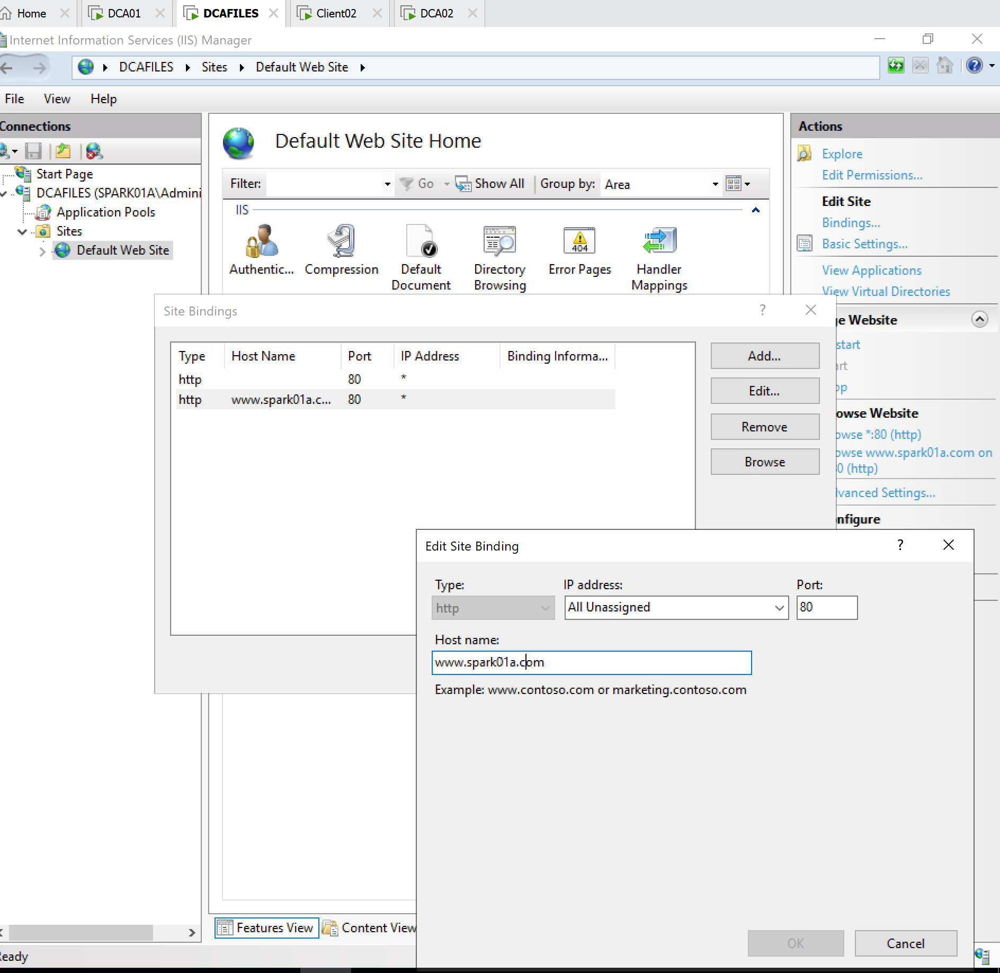 Home DCA01 DCAFILES Client02 DCA02
Internet Information Services (IIS) Manager
DCAFILES Sites Default Web Site
File View Help
Connections
Start Page
DCAFILES (SPARK01A\Admini
Application Pools
Sites
Default Web Site
Default Web Site Home
Filter: Go Show All Group by: Area
IIS
Authentic...
Compression
Default
Document
Directory
Browsing
404
Error Pages
Handler
Mappings
Actions
Explore
Edit Permissions...
Edit Site
Bindings...
Basic Settings...
View Applications
View Virtual Directories
ge Website
start
art
op
owse Website
owse *:80 (http)
owse www.spark01a.com on
0 (http)
lvanced Settings...
nfigure
Site Bindings ?
Type Host Name Port IP Address Binding Informa...
http 80 *
http www.spark01a.c... 80 *
Add...
Edit...
Remove
Browse
Edit Site Binding ?
Type: IP address: Port:
http All Unassigned 80
Host name:
www.spark01a.com
Example: www.contoso.com or marketing.contoso.com
OK Cancel
Features View Content View
Ready